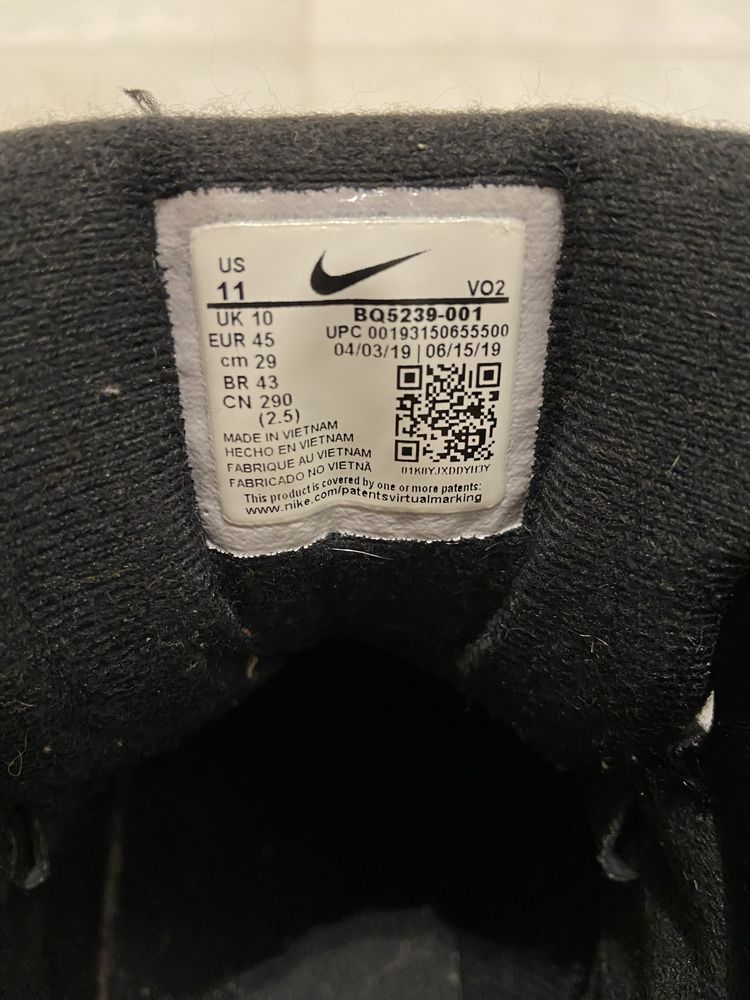 US
11
VO2
UK 10
EUR 45
cm 29
BR 43
CN 290
(2.5)
BQ5239-001
UPC 00193150655500
04/03/19 | 06/15/19
MADE IN VIETNAM
HECHO EN VIETNAM
FABRIQUE AU VIETNAM
FABRICADO NO VIETNÃ
This product is covered by one or more patents:
www.nike.com/patentsvirtualmarking